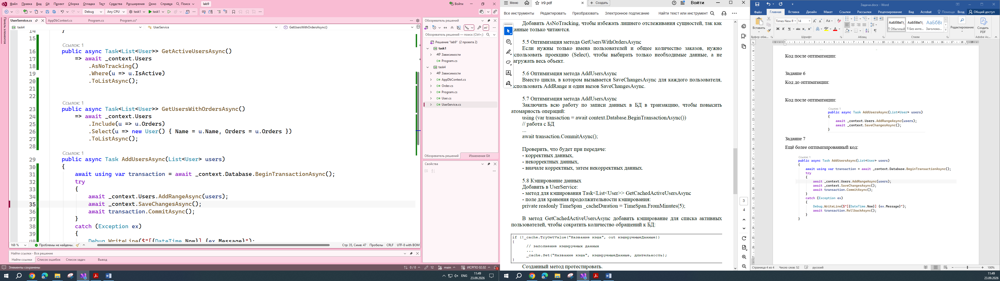 Файл Правка Вид Git Проект Сборка Отладка Тест Средства Расширения Окно Справка Поиск lab9 Войти
Debug Any CPU task1 task1
Панель элементов
UserService.cs AppDbContext.cs Program.cs Program.cs*
task4 UserService GetUsersWithOrdersAsync()
14 }
15
Ссылок: 1
16 public async Task<List<User>> GetActiveUsersAsync()
17 => await _context.Users
18 .AsNoTracking()
19 .Where(u => u.IsActive)
20 .ToListAsync();
21
22
Ссылок: 1
23 public async Task<List<User>> GetUsersWithOrdersAsync()
24 => await _context.Users
25 .Include(u => u.Orders)
26 .Select(u => new User() { Name = u.Name, Orders = u.Orders })
27 .ToListAsync();
28
Ссылок: 1
29 public async Task AddUsersAsync(List<User> users)
30 {
31 await using var transaction = await _context.Database.BeginTransactionAsync();
32 try
33 {
34 await _context.Users.AddRangeAsync(users);
35 await _context.SaveChangesAsync();
36 await transaction.CommitAsync();
37 }
38 catch (Exception ex)
39 {
40 Debug.WriteLine($"[{DateTime.Now}] {ex.Message}");
168 % Проблемы не найдены. Стр: 35, Симв: 47 Пробелы CRLF UTF-8 with BOM
Найти ссылки - Все решение
Найти ссылки Список ошибок Список задач Вывод
Элементы сохранены 0 / 0 12 main ИСРПО 02.02 1
Обозреватель решений
Обозреватель решений — поиск (Ctrl+;)
Решение "lab9" (2 проекта 2)
task1
Зависимости
Program.cs
task4
Зависимости
AppDbContext.cs
Order.cs
Program.cs
User.cs
UserService.cs
Обозреватель решений Изменения Git
Свойства
ENG 11:49
23.09.2026
Меню lr9.pdf Создать Войти
Все инструменты Редактировать Преобразовать Электронное подписание Найти текст или инструмент
Добавить AsNoTracking, чтобы избежать лишнего отслеживания сущностей, так как
данные только читаются.
5.5 Оптимизация метода GetUsersWithOrdersAsync
Если нужны только имена пользователей и общее количество заказов, нужно
использовать проекцию (Select), чтобы выбирать только необходимые данные, а не
загружать весь объект.
5.6 Оптимизация метода AddUsersAsync
Вместо цикла, в котором вызывается SaveChangesAsync для каждого пользователя,
использовать AddRange и один вызов SaveChangesAsync.
5.7 Оптимизация метода AddUsersAsync
Заключить всю работу по записи данных в БД в транзакцию, чтобы повысить
атомарность операций:
using (var transaction = await context.Database.BeginTransactionAsync())
// работа с БД
...
await transaction.CommitAsync();
Проверить, что будет при передаче:
- корректных данных,
- некорректных данных,
- вначале корректных, затем некорректных данных.
5.8 Кэширование данных
Добавить в UserService:
- метод для кэширования Task<List<User>> GetCachedActiveUsersAsync
- поле для хранения продолжительности кэширования:
private readonly TimeSpan _cacheDuration = TimeSpan.FromMinutes(5);
В метод GetCachedActiveUsersAsync добавить кэширование для списка активных
пользователей, чтобы сократить количество обращений к БД:
if (!_cache.TryGetValue("Название кэша", out кэшируемыеДанные))
{
// заполнение кэшируемых данных
...
_cache.Set("Название кэша", кэшируемыеДанные, длительность);
}
Созданный метод протестировать.
3
4
Задачи.docx - Word
Файл Главная Вставка Дизайн Макет Ссылки Рассылки Рецензирование Вид Acrobat Помощн Вход Общий доступ
Вставить Times New R 14 Ж К Ч abc АаБбВвГг, АаБбВвГг, АаБбВв Редактирование Создать PDF
¶ Обычный ¶ Без инте... Заголово...
Буфер обм... Шрифт Абзац Стили Adobe Ac...
Код после оптимизации:
Задание 6
Код до оптимизации:
Код после оптимизации:
Ссылок: 1
public async Task AddUsersAsync(List<User> users)
{
await _context.Users.AddRangeAsync(users);
await _context.SaveChangesAsync();
}
Задание 7
Ещё более оптимизированный код:
Ссылок: 1
public async Task AddUsersAsync(List<User> users)
{
await using var transaction = await _context.Database.BeginTransactionAsync();
try
{
await _context.Users.AddRangeAsync(users);
await _context.SaveChangesAsync();
await transaction.CommitAsync();
}
catch (Exception ex)
{
Debug.WriteLine($"[{DateTime.Now}] {ex.Message}");
await transaction.RollbackAsync();
}
}
Страница 4 из 4 Число слов: 52 русский 100%
11:49
23.09.2026